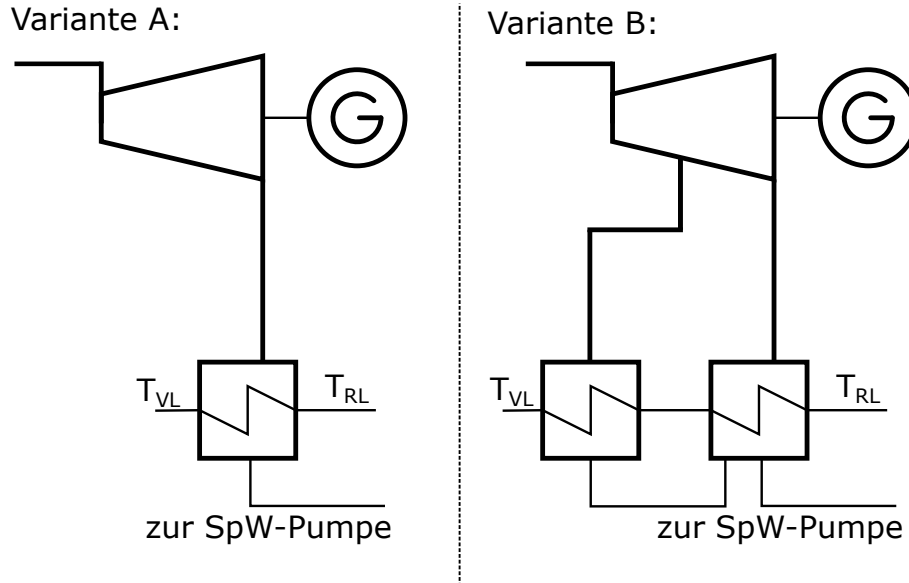 Variante A:
G
T_VL
T_RL
zur SpW-Pumpe
Variante B:
G
T_VL
T_RL
zur SpW-Pumpe